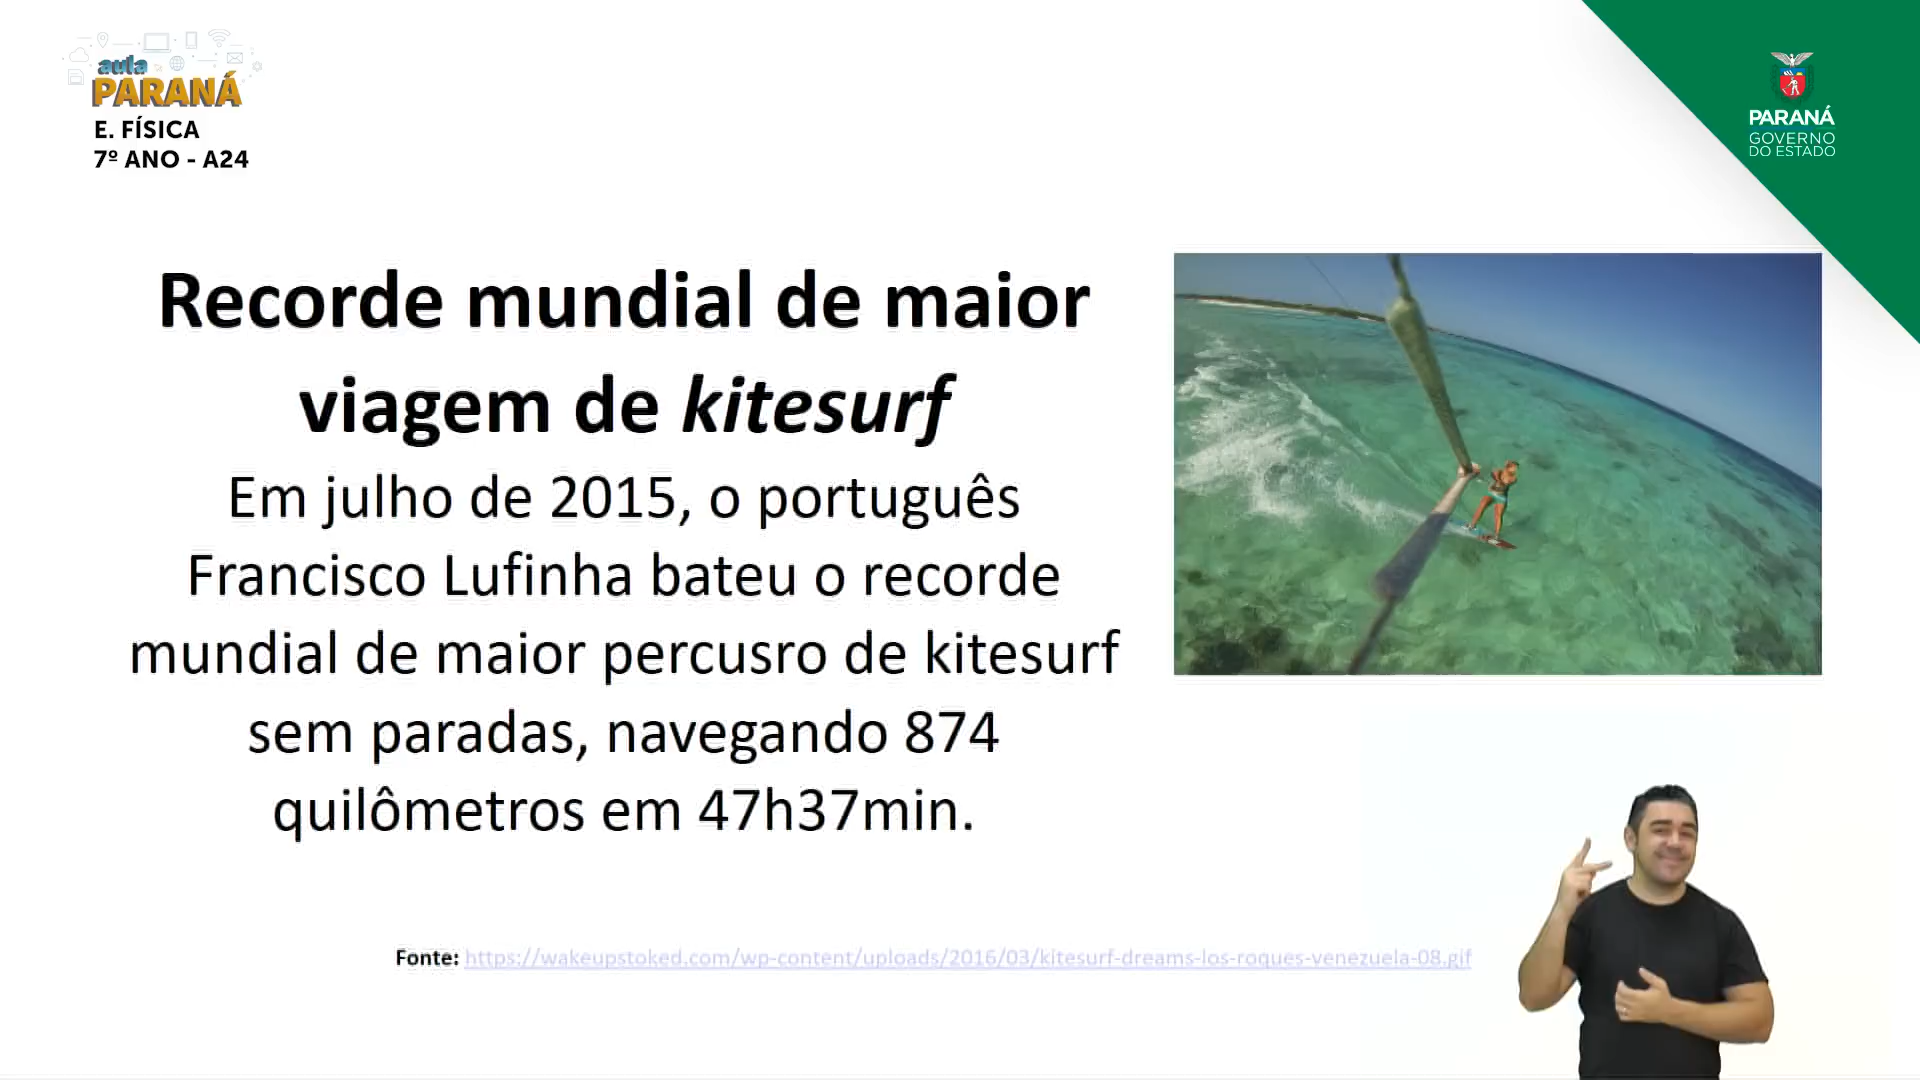 aula
PARANÁ
E. FÍSICA
7º ANO - A24
PARANÁ
GOVERNO
DO ESTADO
Recorde mundial de maior
viagem de kitesurf
Em julho de 2015, o português
Francisco Lufinha bateu o recorde
mundial de maior percusro de kitesurf
sem paradas, navegando 874
quilômetros em 47h37min.
Fonte: https://wakeupstoked.com/wp-content/uploads/2016/03/kitesurf-dreams-los-roques-venezuela-08.gif